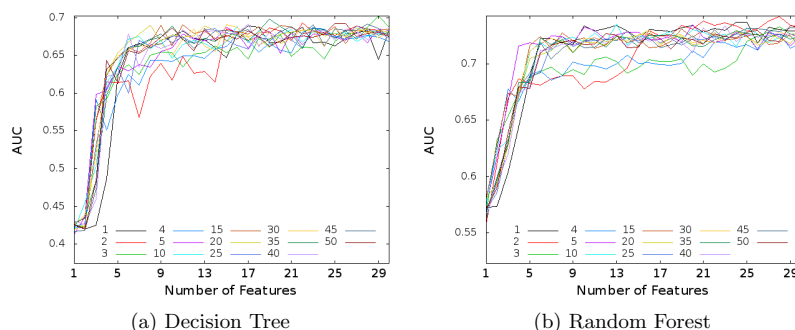 0.7
0.65
0.6
0.55
0.5
0.45
0.4
AUC
1 4 15 30 45
2 5 20 35 50
3 10 25 40
1 5 9 13 17 21 25 29
Number of Features
(a) Decision Tree
0.7
0.65
0.6
0.55
AUC
1 4 15 30 45
2 5 20 35 50
3 10 25 40
1 5 9 13 17 21 25 29
Number of Features
(b) Random Forest